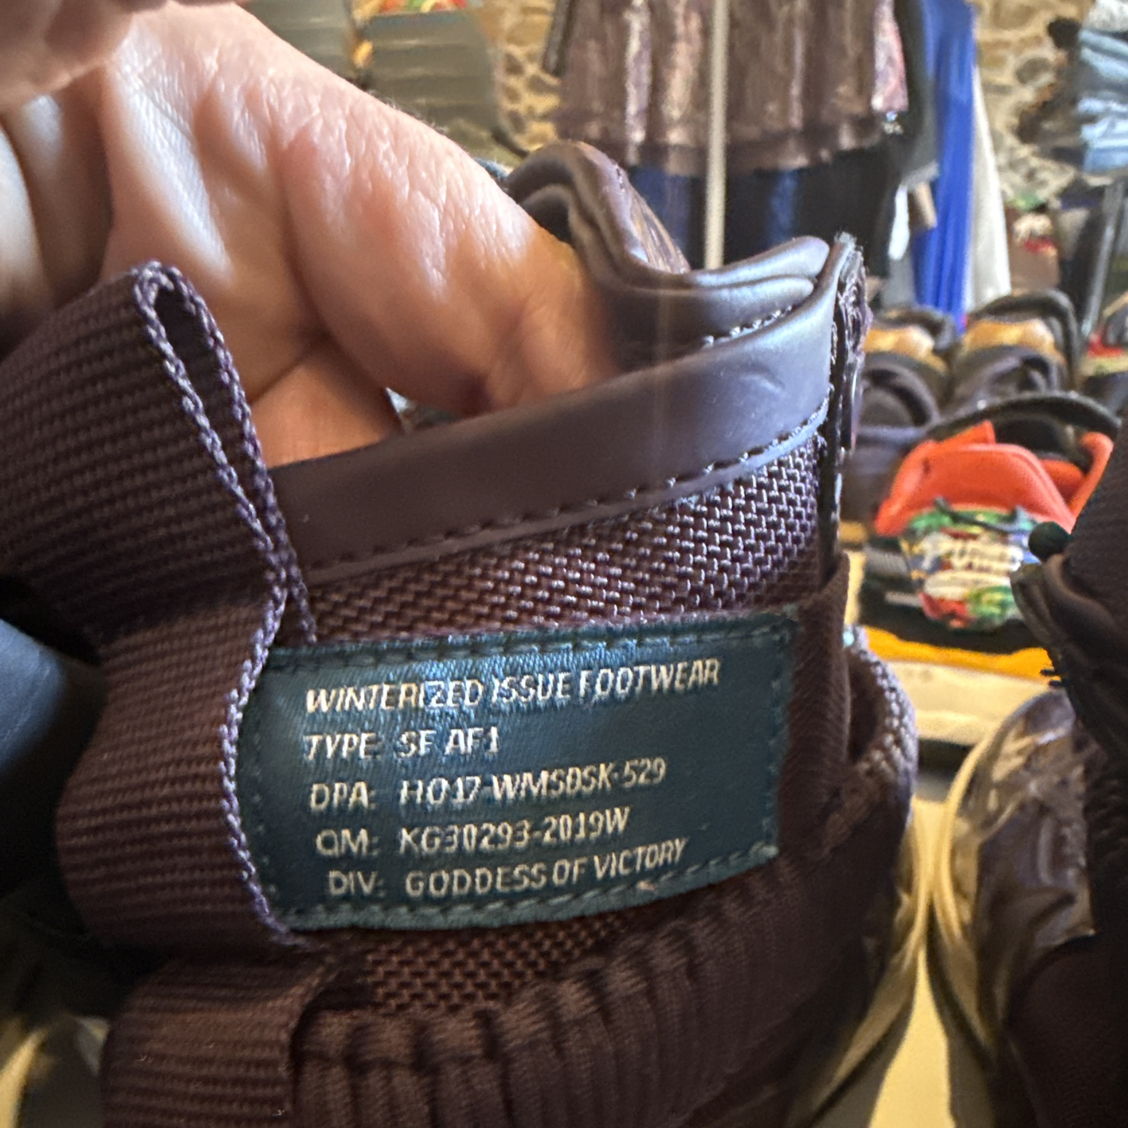 WINTERIZED ISSUE FOOTWEAR
TYPE: SF AF1
DPA: HO17-WMSBSK-529
QM: KG30293-2019W
DIV: GODDESS OF VICTORY